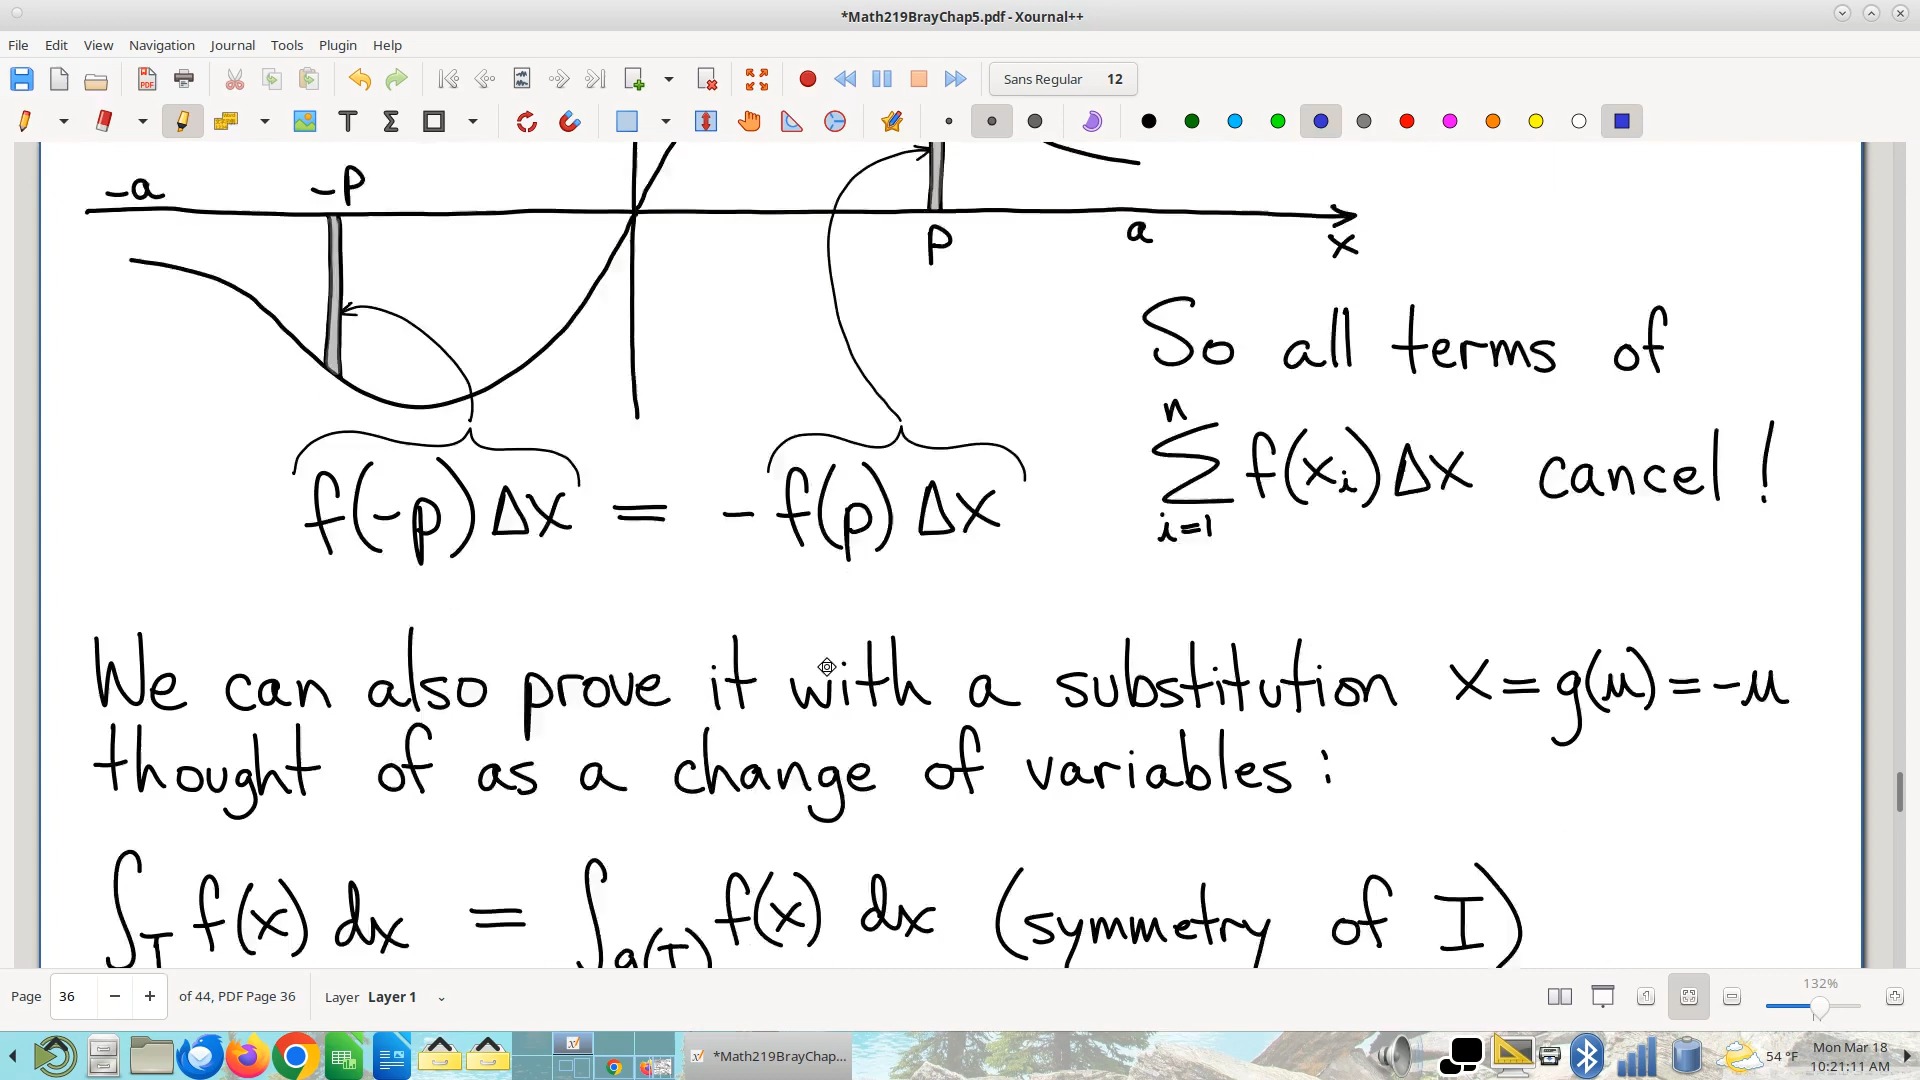 *Math219BrayChap5.pdf - Xournal++
File Edit View Navigation Journal Tools Plugin Help
Sans Regular 12
-a -P
P a x
So all terms of
n
∑ f(xᵢ)Δx cancel!
i=1
f(-p)Δx = -f(p)Δx
We can also prove it with a substitution x=g(u)=-u
thought of as a change of variables:
∫_I f(x) dx = ∫_g(I) f(x) dx (symmetry of I)
Page 36 of 44, PDF Page 36 Layer Layer 1 132%
*Math219BrayChap... 54 °F Mon Mar 18
10:21:11 AM